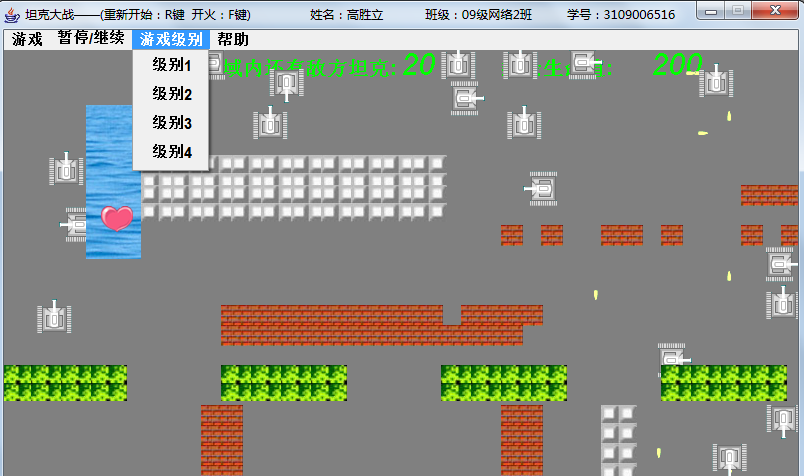 坦克大战——(重新开始：R键 开火：F键) 姓名：高胜立 班级：09级网络2班 学号：3109006516
游戏 暂停/继续 游戏级别 帮助
域内还有敌方坦克: 20 生 值: 200
级别1
级别2
级别3
级别4